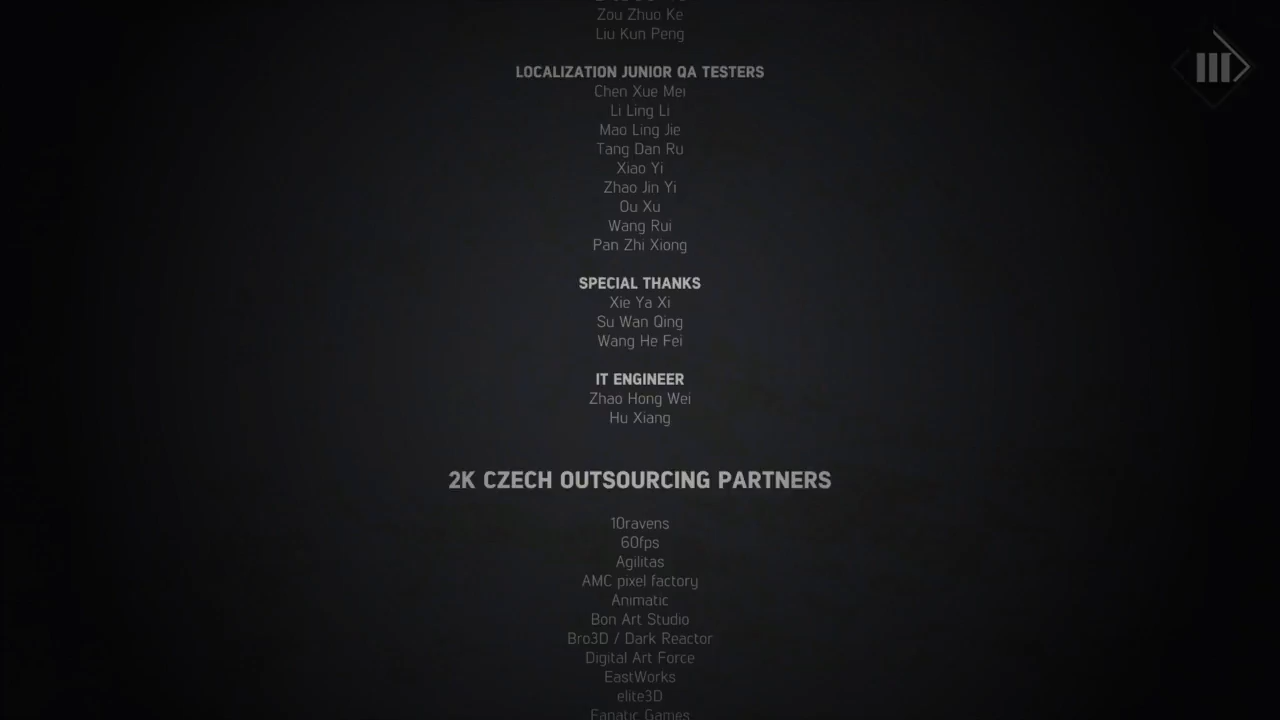 Zou Zhuo Ke
Liu Kun Peng
LOCALIZATION JUNIOR QA TESTERS
Chen Xue Mei
Li Ling Li
Mao Ling Jie
Tang Dan Ru
Xiao Yi
Zhao Jin Yi
Ou Xu
Wang Rui
Pan Zhi Xiong
SPECIAL THANKS
Xie Ya Xi
Su Wan Qing
Wang He Fei
IT ENGINEER
Zhao Hong Wei
Hu Xiang
2K CZECH OUTSOURCING PARTNERS
10ravens
60fps
Agilitas
AMC pixel factory
Animatic
Bon Art Studio
Bro3D / Dark Reactor
Digital Art Force
EastWorks
elite3D
Fanatic Games